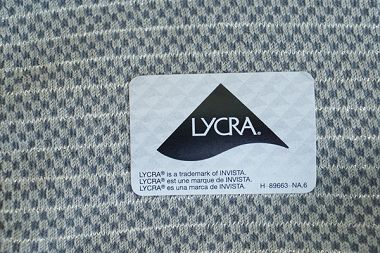 LYCRA®
LYCRA® is a trademark of INVISTA.
LYCRA® est une marque de INVISTA.
LYCRA® es una marca de INVISTA. H-89663-NA.6